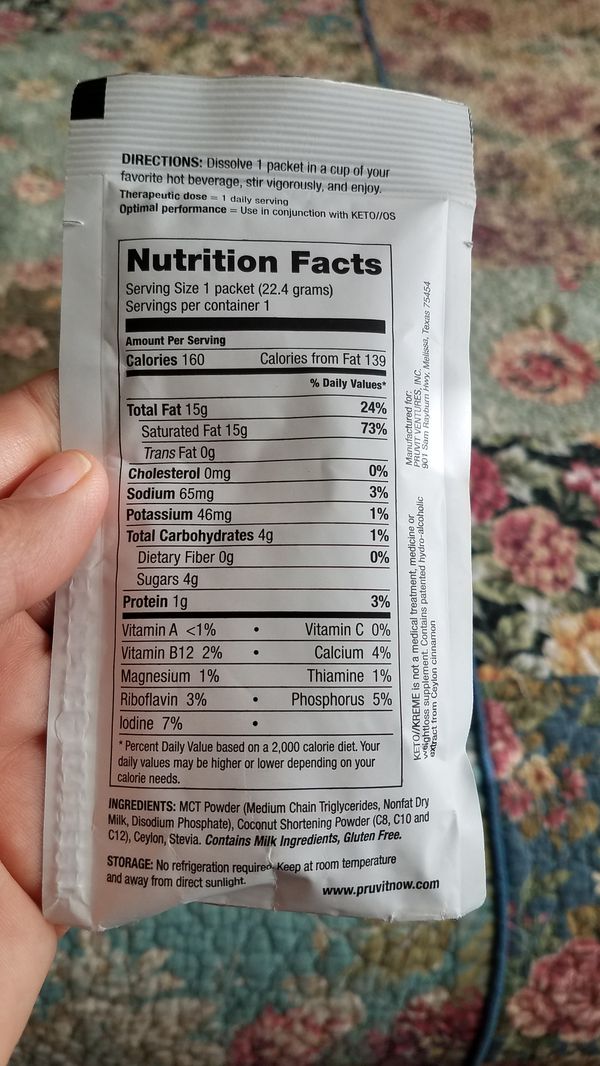 DIRECTIONS: Dissolve 1 packet in a cup of your
favorite hot beverage, stir vigorously, and enjoy.
Therapeutic dose = 1 daily serving
Optimal performance = Use in conjunction with KETO//OS
Nutrition Facts
Serving Size 1 packet (22.4 grams)
Servings per container 1
Amount Per Serving
Calories 160 Calories from Fat 139
% Daily Values*
Total Fat 15g 24%
Saturated Fat 15g 73%
Trans Fat 0g
Cholesterol 0mg 0%
Sodium 65mg 3%
Potassium 46mg 1%
Total Carbohydrates 4g 1%
Dietary Fiber 0g 0%
Sugars 4g
Protein 1g 3%
Vitamin A <1% • Vitamin C 0%
Vitamin B12 2% • Calcium 4%
Magnesium 1% Thiamine 1%
Riboflavin 3% • Phosphorus 5%
Iodine 7% •
* Percent Daily Value based on a 2,000 calorie diet. Your
daily values may be higher or lower depending on your
calorie needs.
INGREDIENTS: MCT Powder (Medium Chain Triglycerides, Nonfat Dry
Milk, Disodium Phosphate), Coconut Shortening Powder (C8, C10 and
C12), Ceylon, Stevia. Contains Milk Ingredients, Gluten Free.
STORAGE: No refrigeration required. Keep at room temperature
and away from direct sunlight.
www.pruvitnow.com
Manufactured for:
PRUVIT VENTURES, INC.
901 Sam Rayburn Hwy, Melissa, Texas 75454
KETO//KREME is not a medical treatment, medicine or
weightloss supplement. Contains patented hydro-alcoholic
extract from Ceylon cinnamon